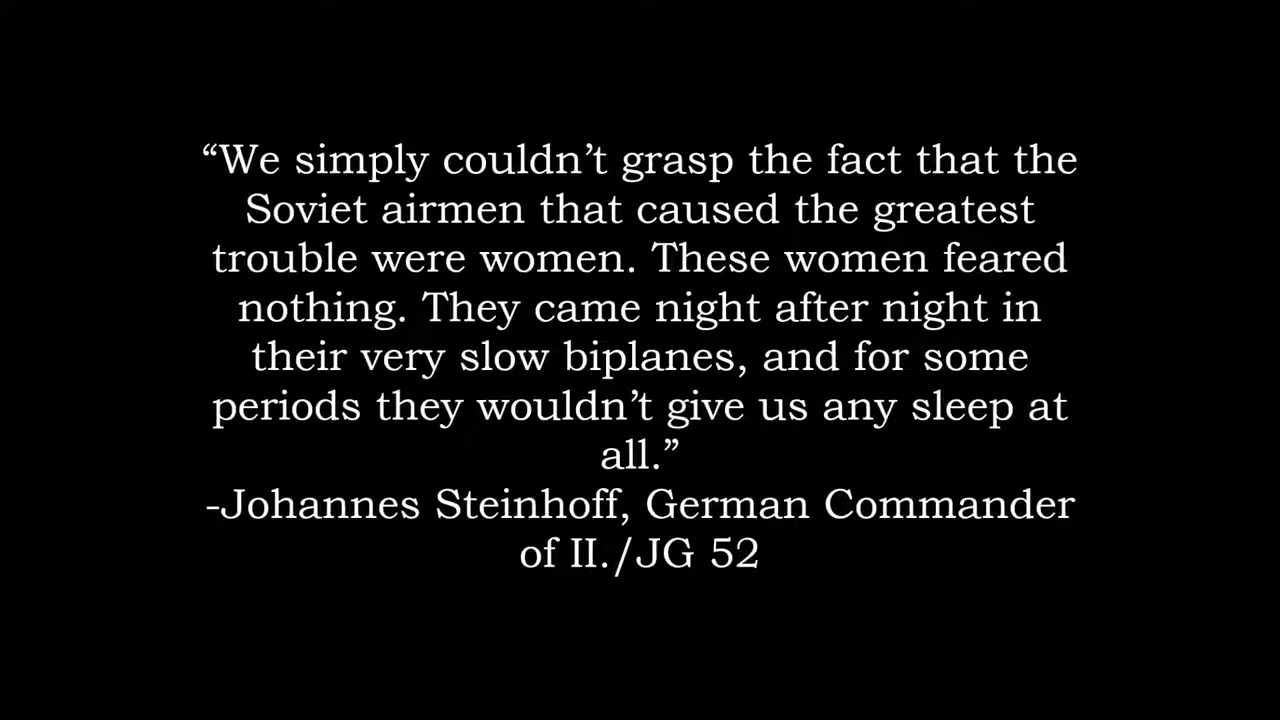 “We simply couldn’t grasp the fact that the
Soviet airmen that caused the greatest
trouble were women. These women feared
nothing. They came night after night in
their very slow biplanes, and for some
periods they wouldn’t give us any sleep at
all.”
-Johannes Steinhoff, German Commander
of II./JG 52